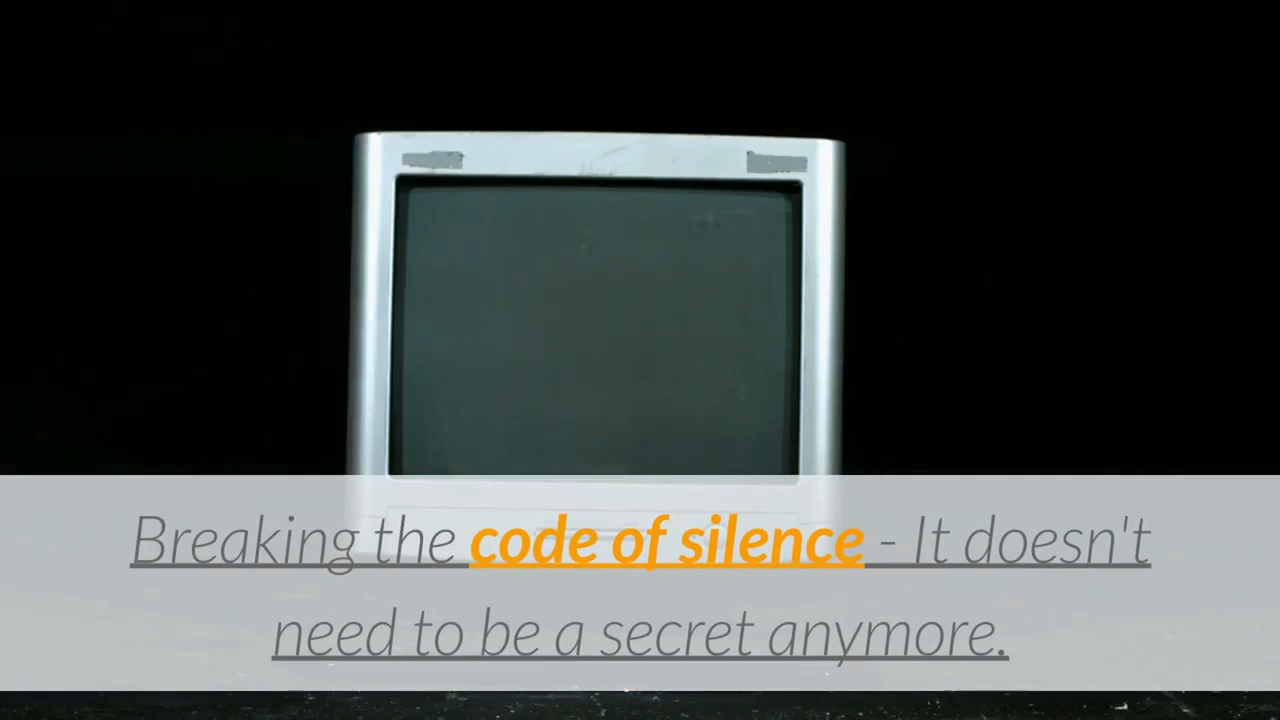 Breaking the code of silence - It doesn't
need to be a secret anymore.